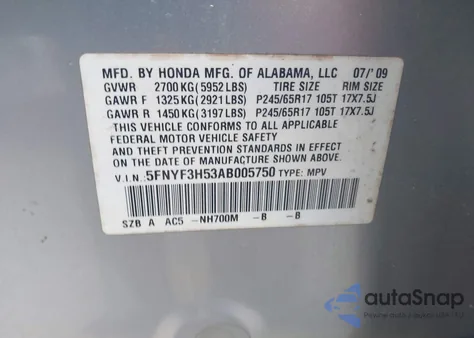 MFD. BY HONDA MFG. OF ALABAMA, LLC 07/'09
GVWR 2700 KG (5952 LBS) TIRE SIZE RIM SIZE
GAWR F 1325 KG (2921 LBS) P245/65R17 105T 17X7.5J
GAWR R 1450 KG (3197 LBS) P245/65R17 105T 17X7.5J
THIS VEHICLE CONFORMS TO ALL APPLICABLE
FEDERAL MOTOR VEHICLE SAFETY
AND THEFT PREVENTION STANDARDS IN EFFECT
ON THE DATE OF MANUFACTURE SHOWN ABOVE.
V.I.N.: 5FNYF3H53AB005750 TYPE: MPV
SZB A AC5 -NH700M -B -B
autoSnap